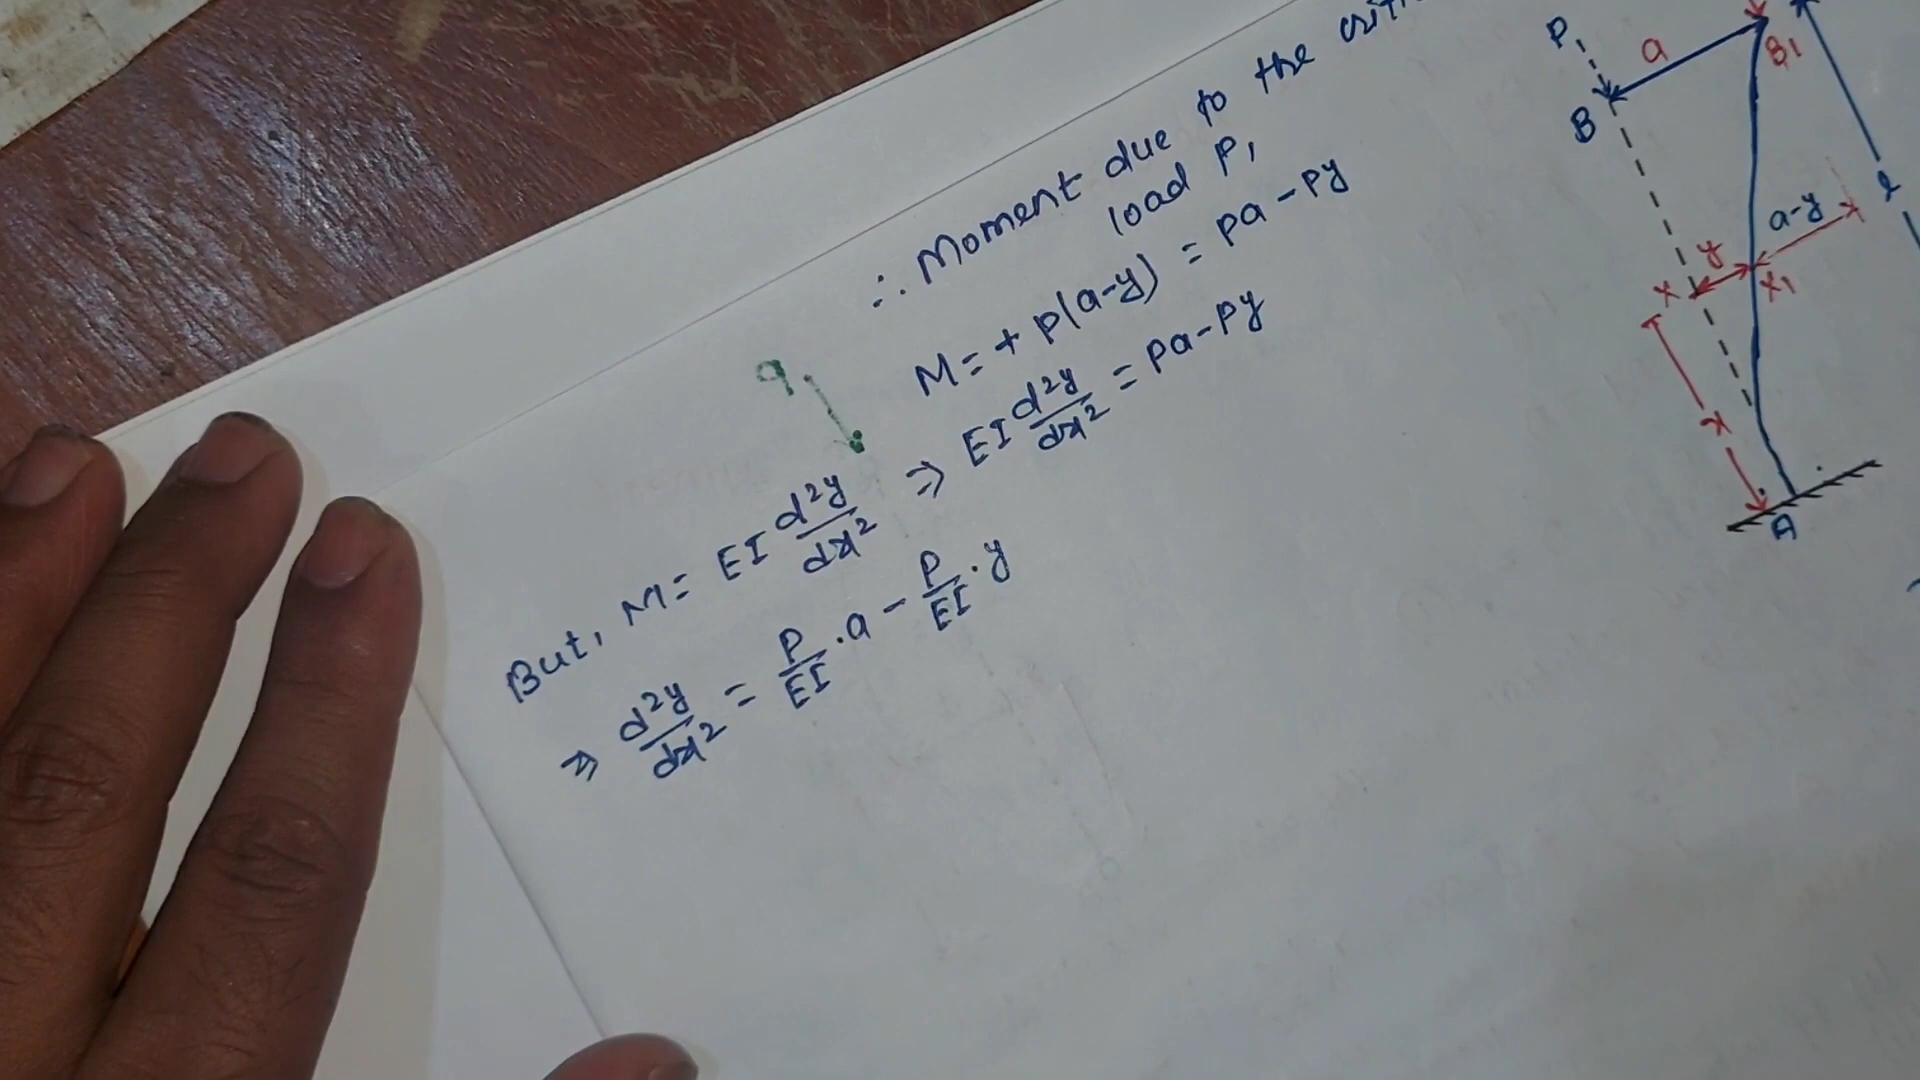 ∴ Moment due to the
load P,
M = + P(a-y) = Pa - Py
But, M = EI d²y/dx² ⇒ EI d²y/dx² = Pa - Py
⇒ d²y/dx² = P/EI . a - P/EI . y
9
P
a
B1
B
l
a-y
y
x
x1
x
A